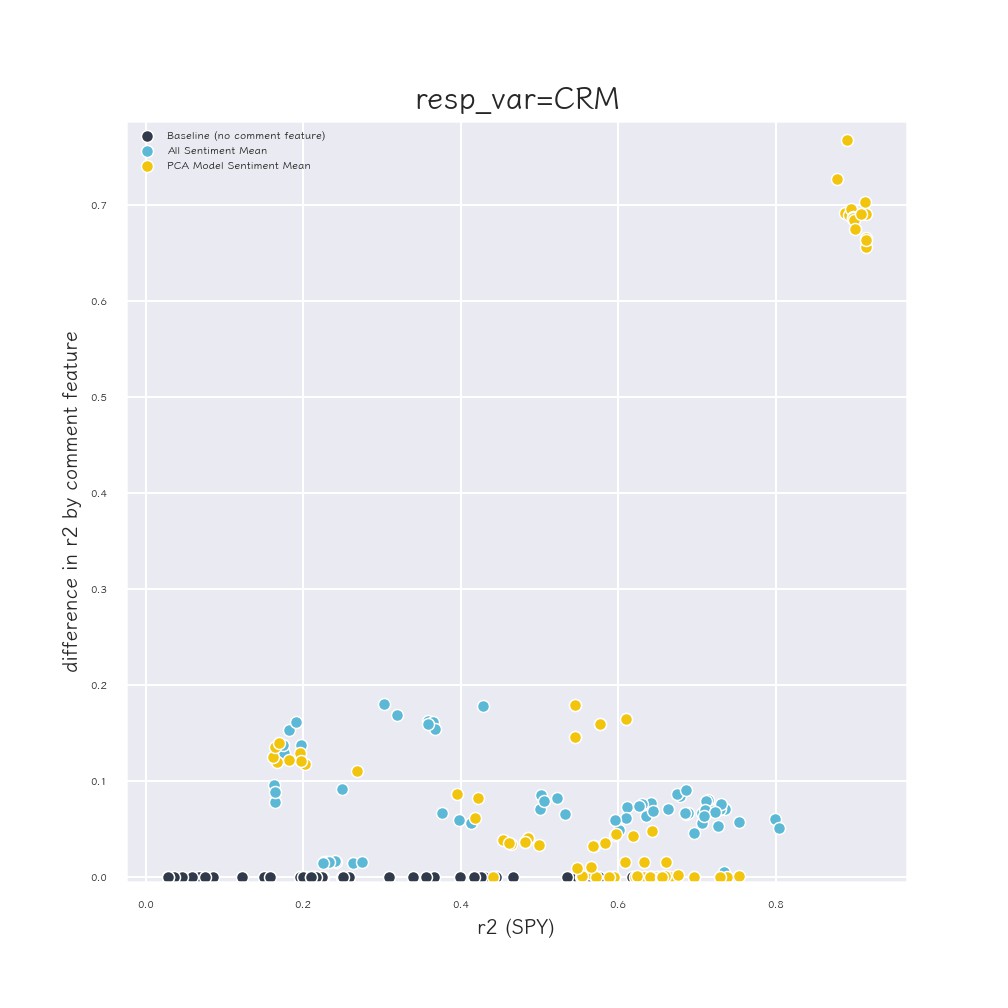 resp_var=CRM
Baseline (no comment feature)
All Sentiment Mean
PCA Model Sentiment Mean
difference in r2 by comment feature
0.7
0.6
0.5
0.4
0.3
0.2
0.1
0.0
0.0 0.2 0.4 0.6 0.8
r2 (SPY)